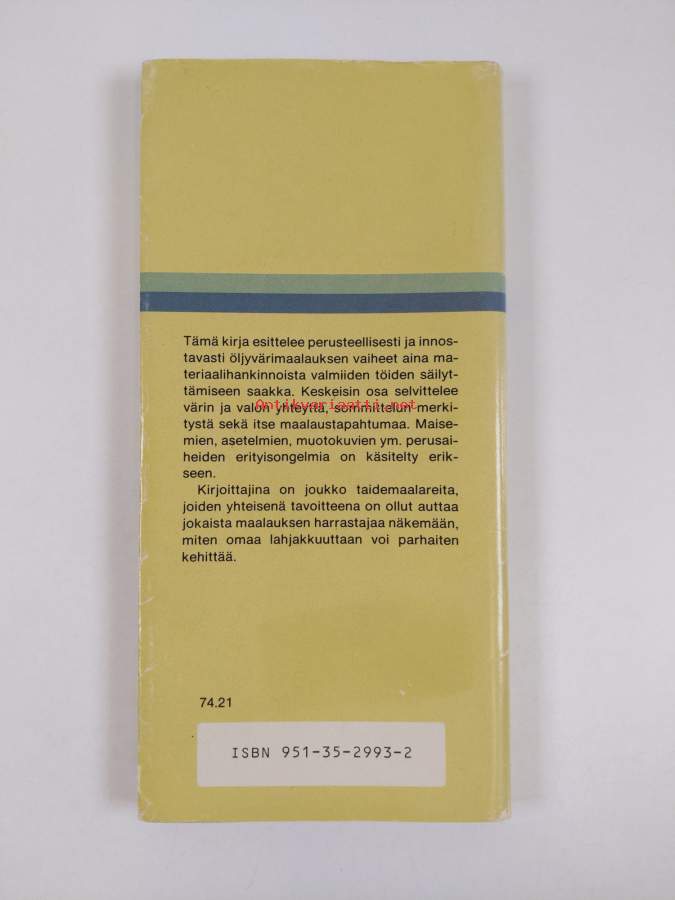 Tämä kirja esittelee perusteellisesti ja innos-
tavasti öljyvärimaalauksen vaiheet aina ma-
teriaalihankinnoista valmiiden töiden säilyt-
tämiseen saakka. Keskeisin osa selvittelee
värin ja valon yhteyttä, sommittelun merki-
Antikvariaatti.net
tystä sekä itse maalaustapahtumaa. Maise-
mien, asetelmien, muotokuvien ym. perusai-
heiden erityisongelmia on käsitelty erik-
seen.
Kirjoittajina on joukko taidemaalareita,
joiden yhteisenä tavoitteena on ollut auttaa
jokaista maalauksen harrastajaa näkemään,
miten omaa lahjakkuuttaan voi parhaiten
kehittää.
74.21
ISBN 951-35-2993-2